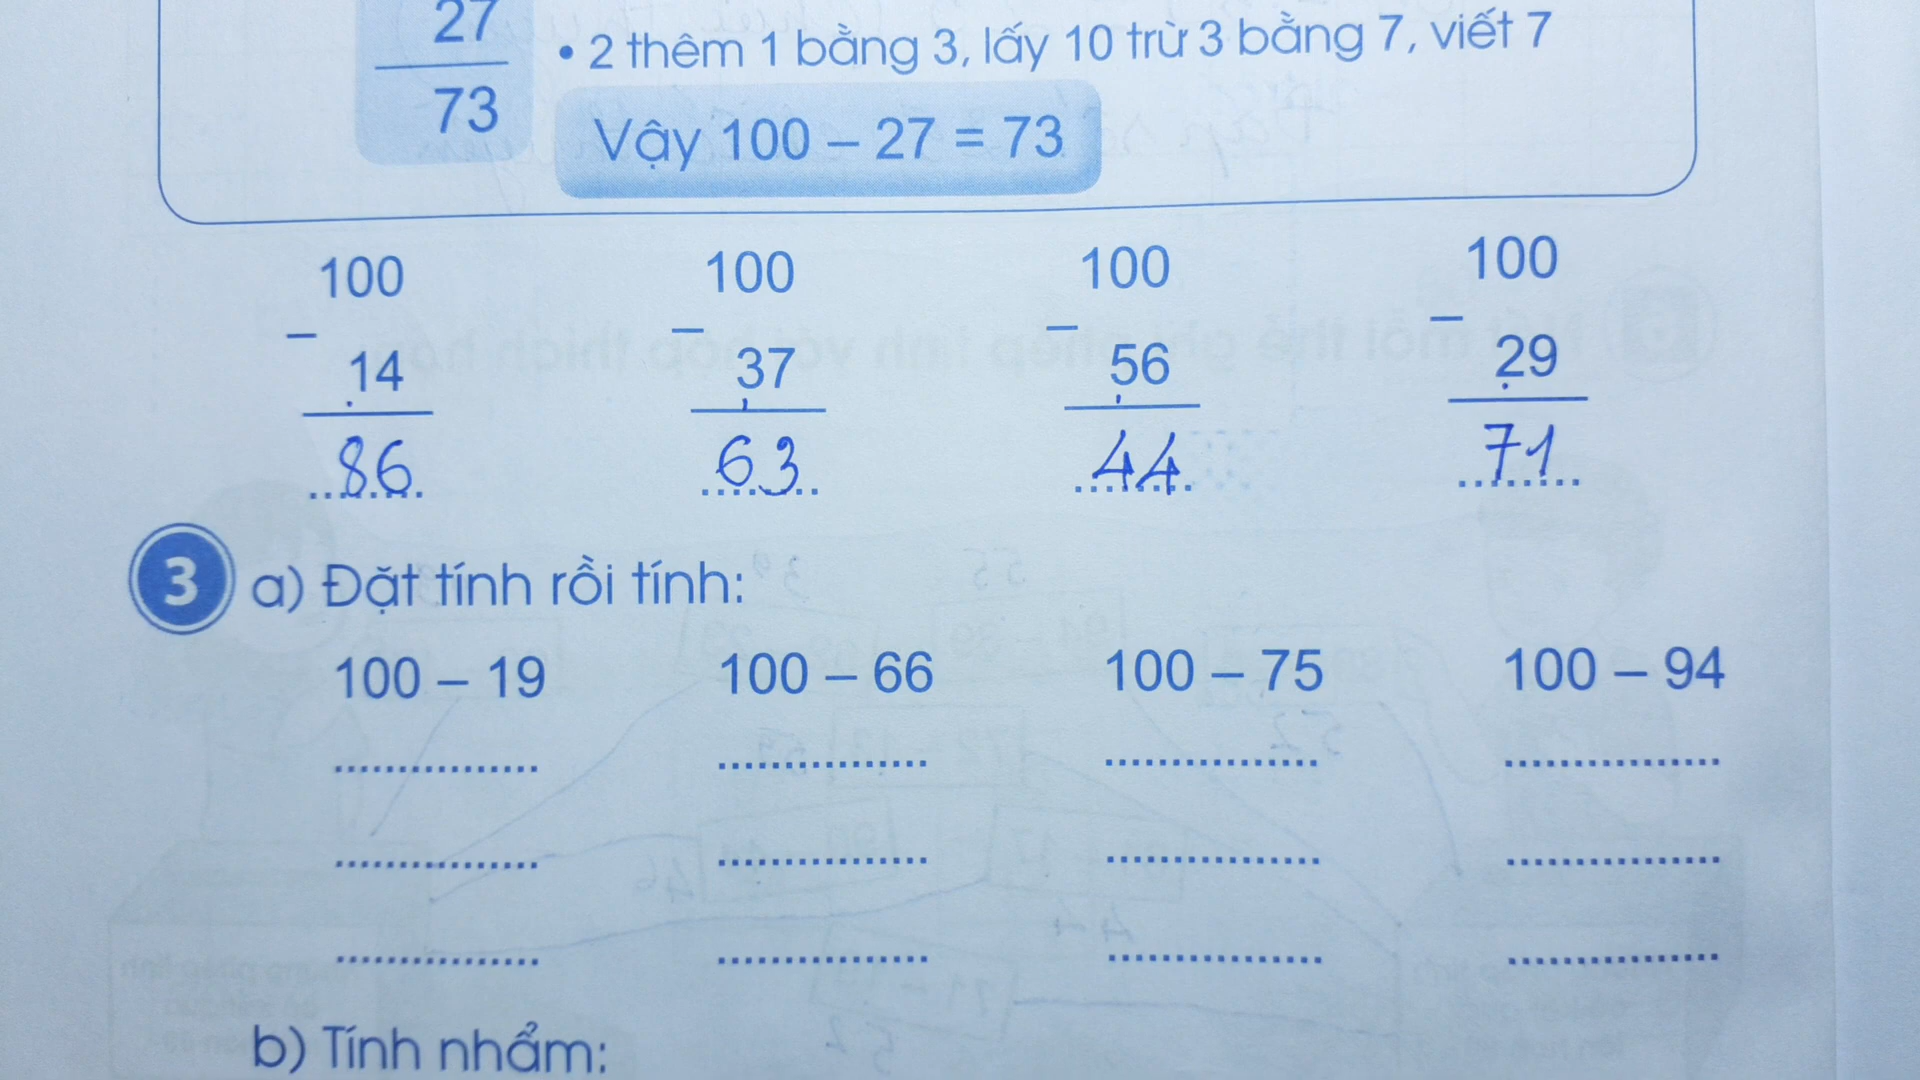 27
• 2 thêm 1 bằng 3, lấy 10 trừ 3 bằng 7, viết 7
73
Vậy 100 – 27 = 73
100 100 100 100
– – – –
14 37 56 29
86 63 44 71
3 a) Đặt tính rồi tính:
100 – 19 100 – 66 100 – 75 100 – 94
b) Tính nhẩm: